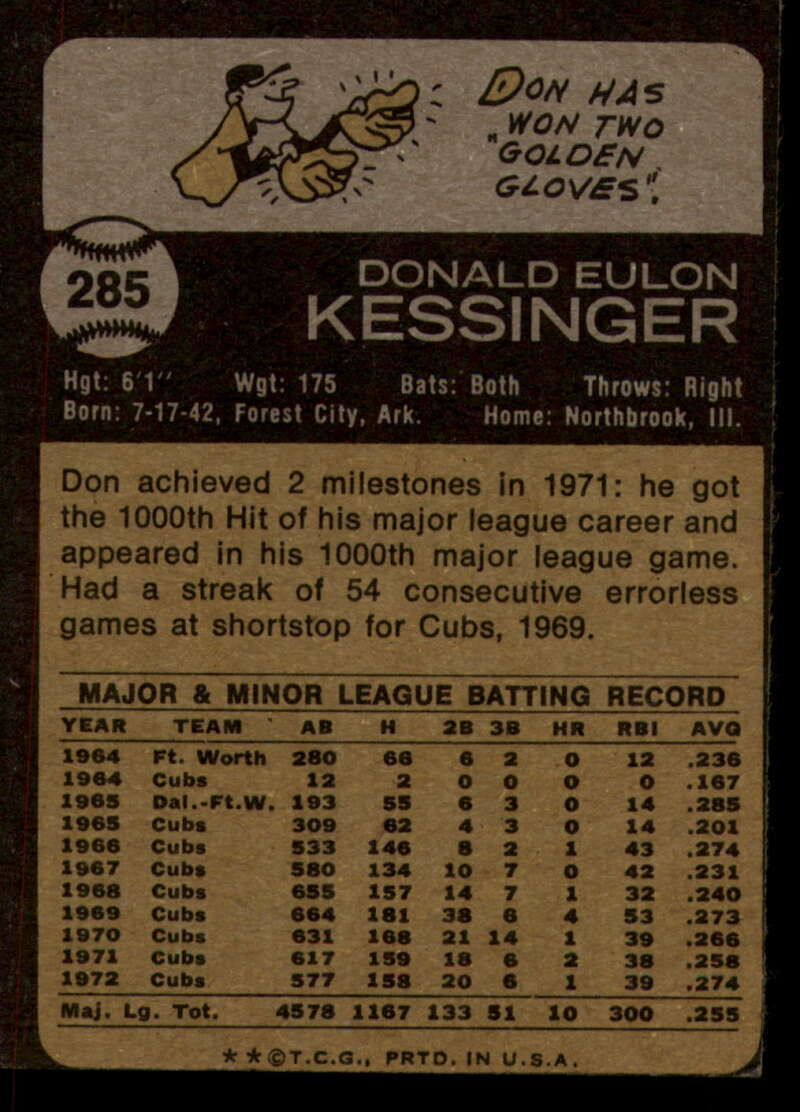 DON HAS
WON TWO
"GOLDEN
GLOVES".
285
DONALD EULON
KESSINGER
Hgt: 6'1" Wgt: 175 Bats: Both Throws: Right
Born: 7-17-42, Forest City, Ark. Home: Northbrook, Ill.
Don achieved 2 milestones in 1971: he got
the 1000th Hit of his major league career and
appeared in his 1000th major league game.
Had a streak of 54 consecutive errorless
games at shortstop for Cubs, 1969.
MAJOR & MINOR LEAGUE BATTING RECORD
YEAR TEAM AB H 2B 3B HR RBI AVG
1964 Ft. Worth 280 66 6 2 0 12 .236
1964 Cubs 12 2 0 0 0 0 .167
1965 Dal.-Ft.W. 193 55 6 3 0 14 .285
1965 Cubs 309 62 4 3 0 14 .201
1966 Cubs 533 146 8 2 1 43 .274
1967 Cubs 580 134 10 7 0 42 .231
1968 Cubs 655 157 14 7 1 32 .240
1969 Cubs 664 181 38 6 4 53 .273
1970 Cubs 631 168 21 14 1 39 .266
1971 Cubs 617 159 18 6 2 38 .258
1972 Cubs 577 158 20 6 1 39 .274
Maj. Lg. Tot. 4578 1167 133 51 10 300 .255
**©T.C.G., PRTD. IN U.S.A.